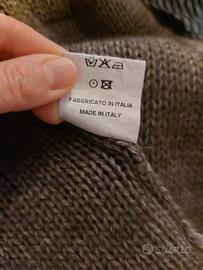 FABBRICATO IN ITALIA
MADE IN ITALY
subito